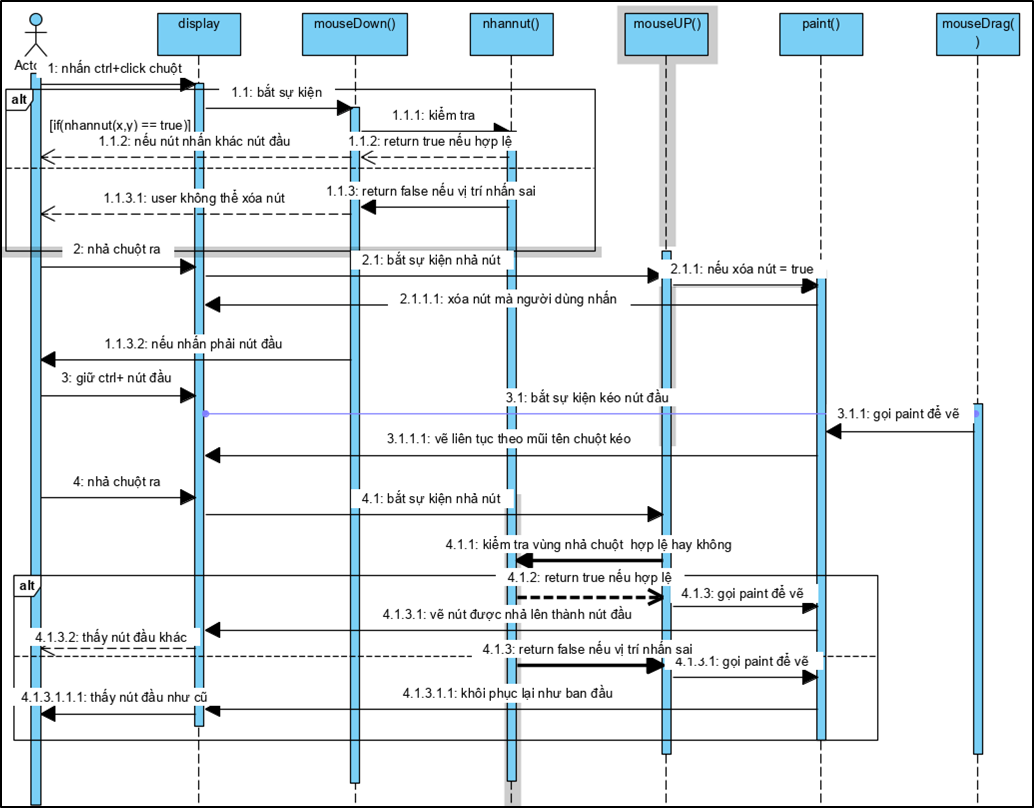 display
mouseDown()
nhannut()
mouseUP()
paint()
mouseDrag(
)
Acto
1: nhấn ctrl+click chuột
alt
1.1: bắt sự kiện
1.1.1: kiểm tra
[if(nhannut(x,y) == true)]
1.1.2: nếu nút nhấn khác nút đầu
1.1.2: return true nếu hợp lệ
1.1.3: return false nếu vị trí nhấn sai
1.1.3.1: user không thể xóa nút
2: nhả chuột ra
2.1: bắt sự kiện nhả nút
2.1.1: nếu xóa nút = true
2.1.1.1: xóa nút mà người dùng nhấn
1.1.3.2: nếu nhấn phải nút đầu
3: giữ ctrl+ nút đầu
3.1: bắt sự kiện kéo nút đầu
3.1.1: gọi paint để vẽ
3.1.1.1: vẽ liên tục theo mũi tên chuột kéo
4: nhả chuột ra
4.1: bắt sự kiện nhả nút
4.1.1: kiểm tra vùng nhả chuột  hợp lệ hay không
alt
4.1.2: return true nếu hợp lệ
4.1.3: gọi paint để vẽ
4.1.3.1: vẽ nút được nhả lên thành nút đầu
4.1.3.2: thấy nút đầu khác
4.1.3: return false nếu vị trí nhấn sai
4.1.3.1: gọi paint để vẽ
4.1.3.1.1: khôi phục lại như ban đầu
4.1.3.1.1.1: thấy nút đầu như cũ